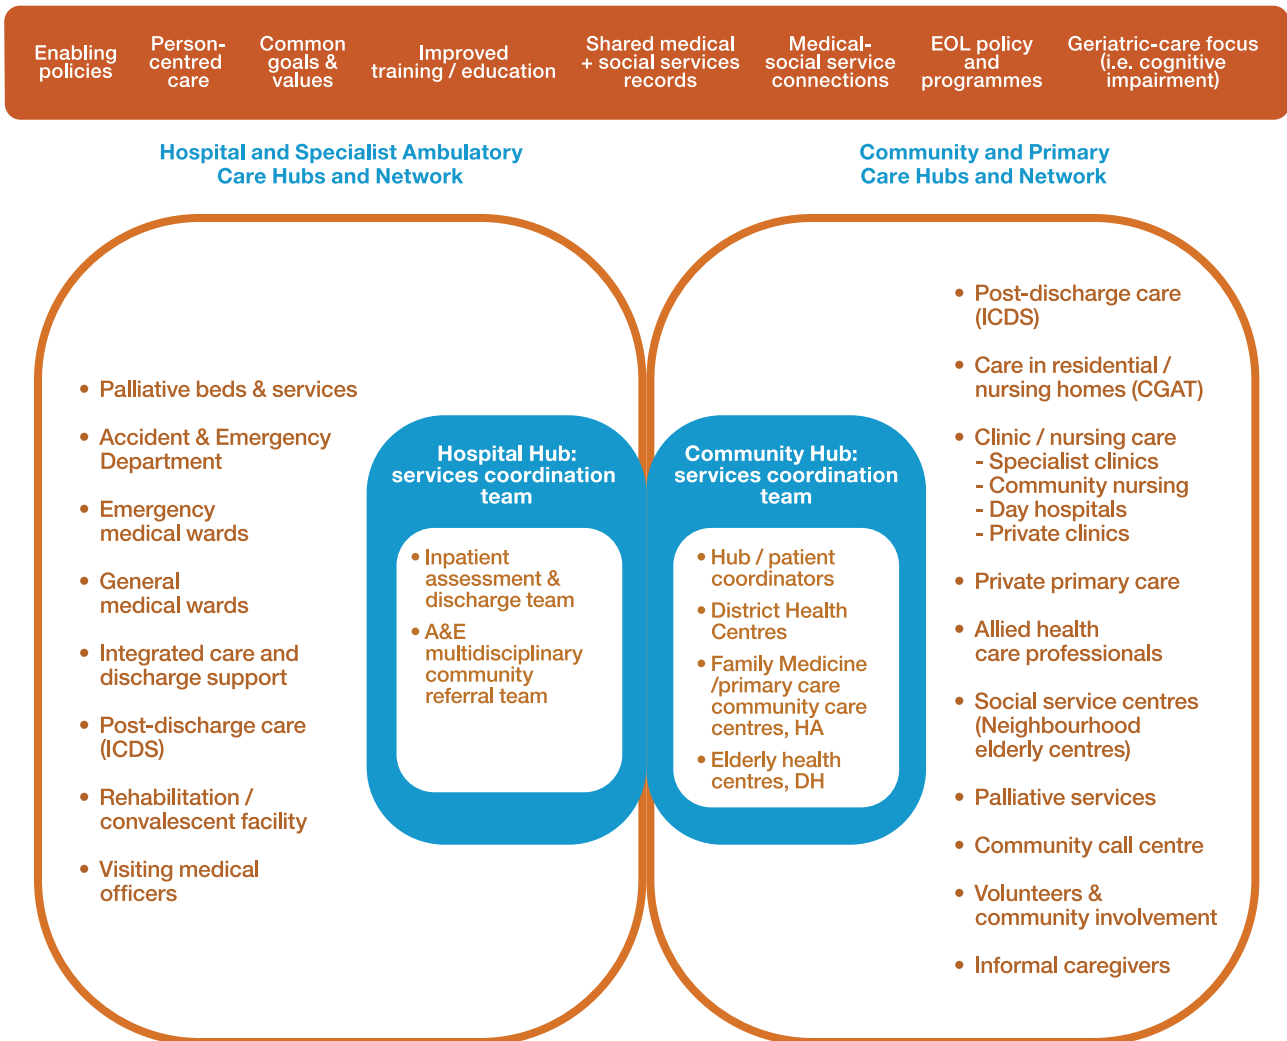 Enabling
policies
Person-
centred
care
Common
goals &
values
Improved
training / education
Shared medical
+ social services
records
Medical-
social service
connections
EOL policy
and
programmes
Geriatric-care focus
(i.e. cognitive
impairment)
Hospital and Specialist Ambulatory
Care Hubs and Network
• Palliative beds & services
• Accident & Emergency
Department
• Emergency
medical wards
• General
medical wards
• Integrated care and
discharge support
• Post-discharge care
(ICDS)
• Rehabilitation /
convalescent facility
• Visiting medical
officers
Hospital Hub:
services coordination
team
• Inpatient
assessment &
discharge team
• A&E
multidisciplinary
community
referral team
Community and Primary
Care Hubs and Network
Community Hub:
services coordination
team
• Hub / patient
coordinators
• District Health
Centres
• Family Medicine
/primary care
community care
centres, HA
• Elderly health
centres, DH
• Post-discharge care
(ICDS)
• Care in residential /
nursing homes (CGAT)
• Clinic / nursing care
- Specialist clinics
- Community nursing
- Day hospitals
- Private clinics
• Private primary care
• Allied health
care professionals
• Social service centres
(Neighbourhood
elderly centres)
• Palliative services
• Community call centre
• Volunteers &
community involvement
• Informal caregivers